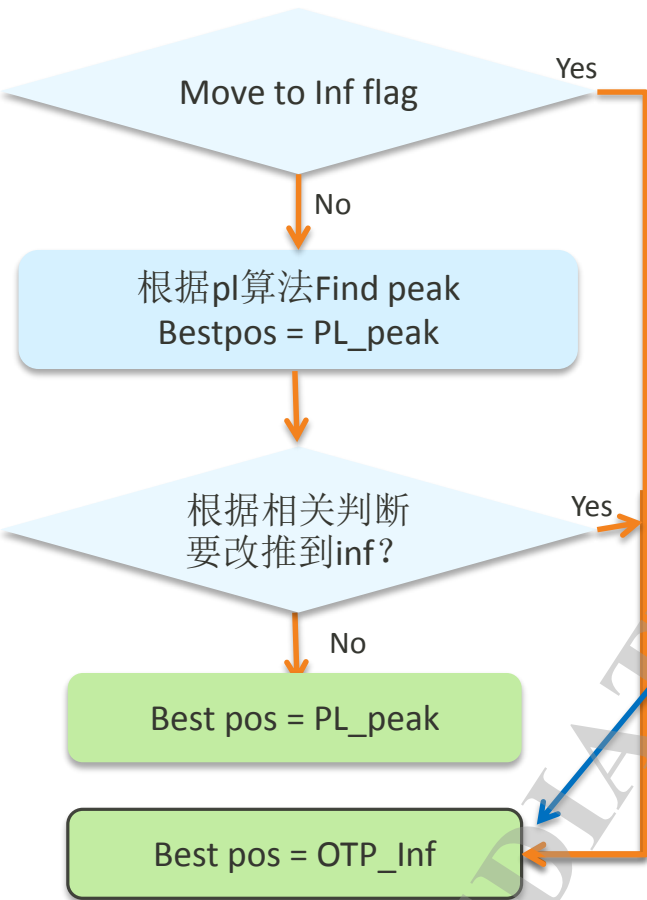 Move to Inf flag
Yes
No
根据pl算法Find peak
Bestpos = PL_peak
根据相关判断
要改推到inf？
Yes
No
Best pos = PL_peak
Best pos = OTP_Inf